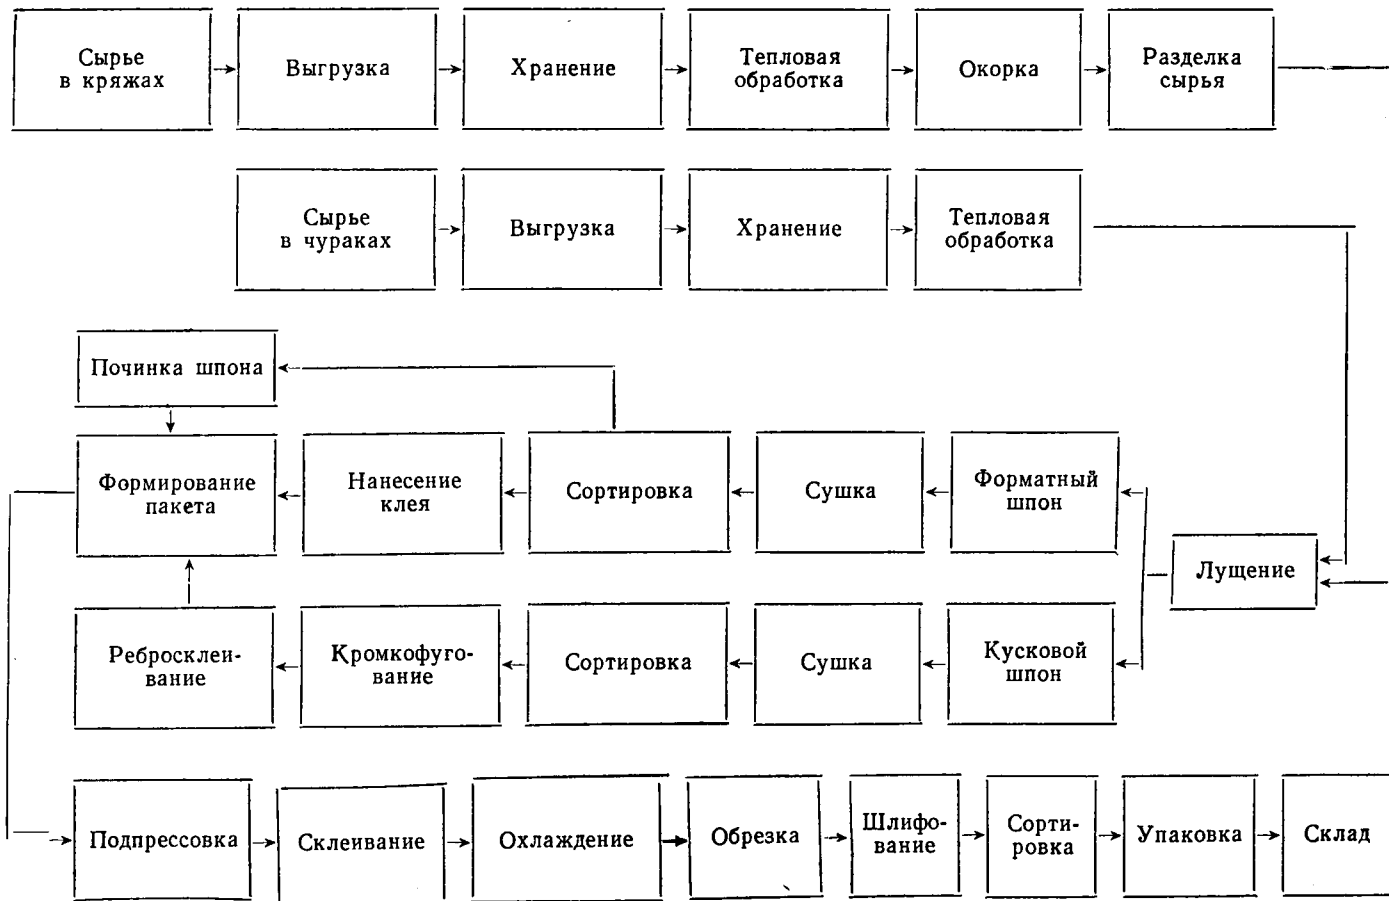 Сырье
в кряжах
Выгрузка
Хранение
Тепловая
обработка
Окорка
Разделка
сырья
Сырье
в чураках
Выгрузка
Хранение
Тепловая
обработка
Починка шпона
Формирование
пакета
Нанесение
клея
Сортировка
Сушка
Форматный
шпон
Лущение
Ребросклеи-
вание
Кромкофуго-
вание
Сортировка
Сушка
Кусковой
шпон
Подпрессовка
Склеивание
Охлаждение
Обрезка
Шлифо-
вание
Сорти-
ровка
Упаковка
Склад